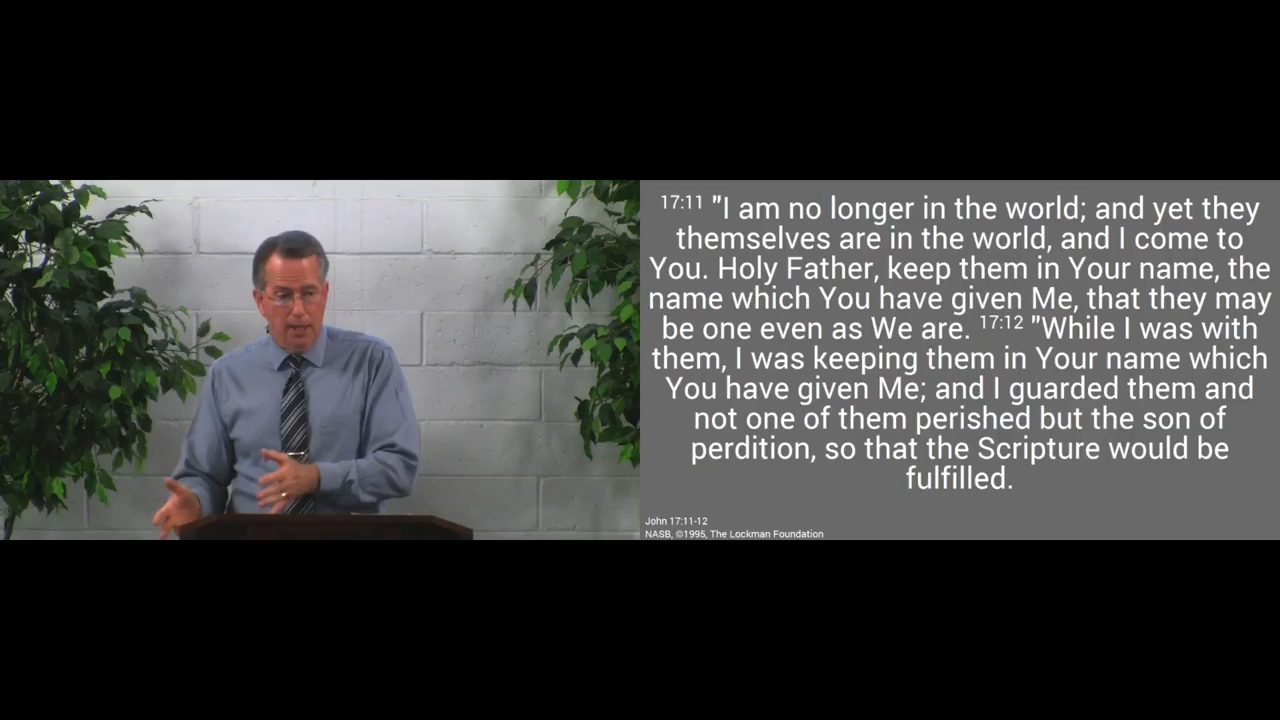 17:11 "I am no longer in the world; and yet they
themselves are in the world, and I come to
You. Holy Father, keep them in Your name, the
name which You have given Me, that they may
be one even as We are. 17:12 "While I was with
them, I was keeping them in Your name which
You have given Me; and I guarded them and
not one of them perished but the son of
perdition, so that the Scripture would be
fulfilled.
John 17:11-12
NASB, ©1995, The Lockman Foundation